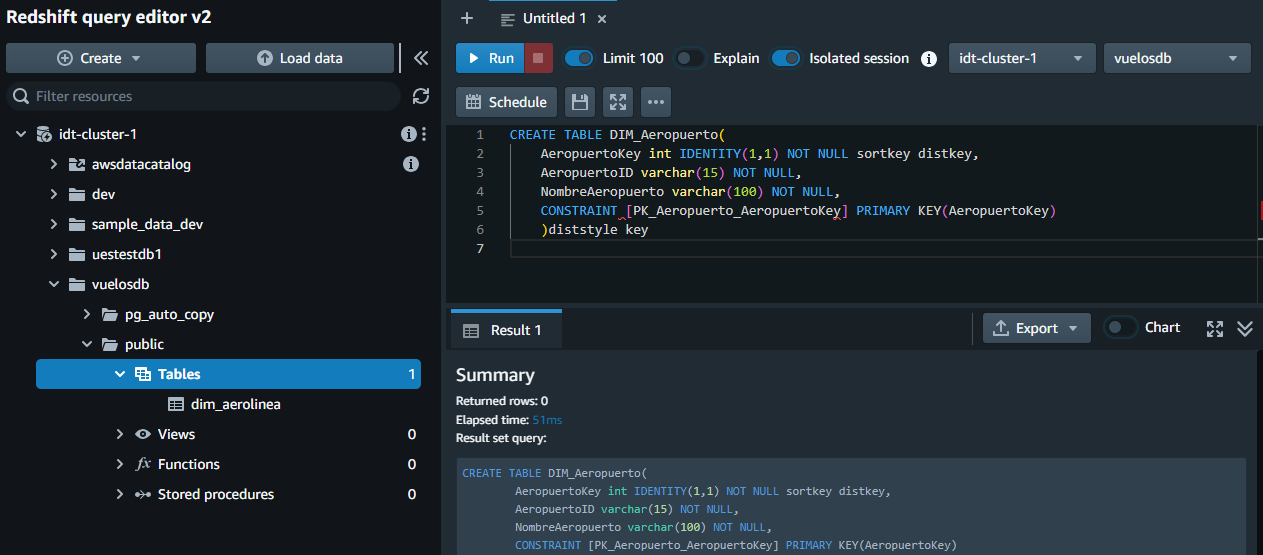 Redshift query editor v2
Create
Load data
Filter resources
idt-cluster-1
awsdatacatalog
dev
sample_data_dev
uestestdb1
vuelosdb
pg_auto_copy
public
Tables 1
dim_aerolinea
Views 0
Functions 0
Stored procedures 0
Untitled 1
Run
Limit 100
Explain
Isolated session
idt-cluster-1
vuelosdb
Schedule
1 CREATE TABLE DIM_Aeropuerto(
2 AeropuertoKey int IDENTITY(1,1) NOT NULL sortkey distkey,
3 AeropuertoID varchar(15) NOT NULL,
4 NombreAeropuerto varchar(100) NOT NULL,
5 CONSTRAINT [PK_Aeropuerto_AeropuertoKey] PRIMARY KEY(AeropuertoKey)
6 )diststyle key
7
Result 1
Export
Chart
Summary
Returned rows: 0
Elapsed time: 51ms
Result set query:
CREATE TABLE DIM_Aeropuerto(
AeropuertoKey int IDENTITY(1,1) NOT NULL sortkey distkey,
AeropuertoID varchar(15) NOT NULL,
NombreAeropuerto varchar(100) NOT NULL,
CONSTRAINT [PK_Aeropuerto_AeropuertoKey] PRIMARY KEY(AeropuertoKey)